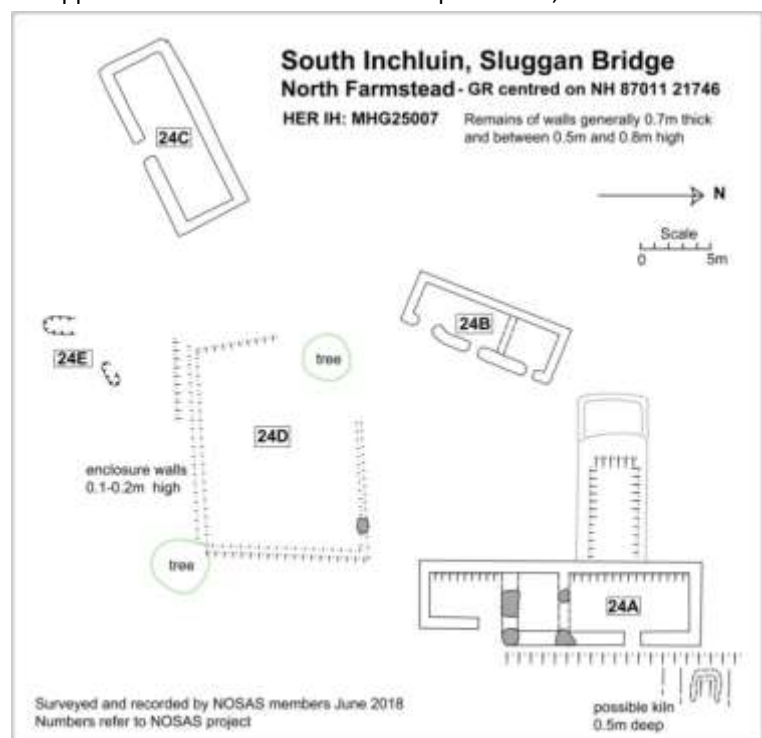 South Inchluin, Sluggan Bridge
North Farmstead - GR centred on NH 87011 21746
HER IH: MHG25007
Remains of walls generally 0.7m thick
and between 0.5m and 0.8m high
24C
N
Scale
0 5m
24B
24E
tree
24D
enclosure walls
0.1-0.2m high
tree
24A
possible kiln
0.5m deep
Surveyed and recorded by NOSAS members June 2018
Numbers refer to NOSAS project